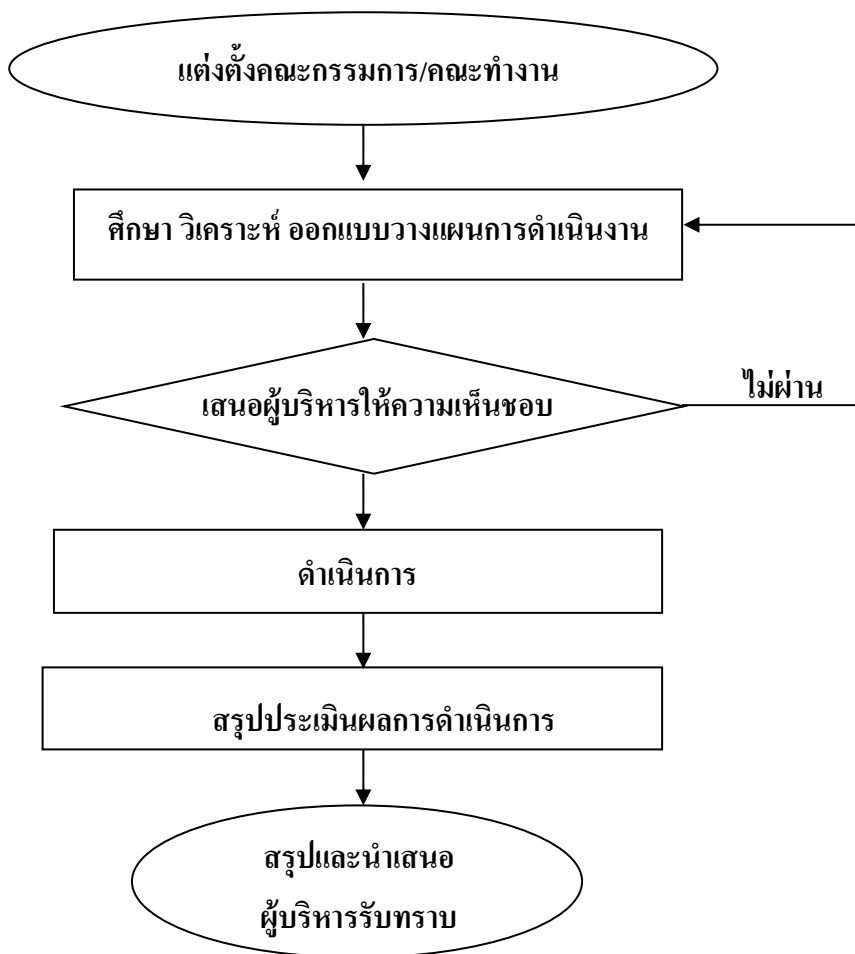 แต่งตั้งคณะกรรมการ/คณะทำงาน
ศึกษา วิเคราะห์ ออกแบบวางแผนการดำเนินงาน
เสนอผู้บริหารให้ความเห็นชอบ
ไม่ผ่าน
ดำเนินการ
สรุปประเมินผลการดำเนินการ
สรุปและนำเสนอ
ผู้บริหารรับทราบ